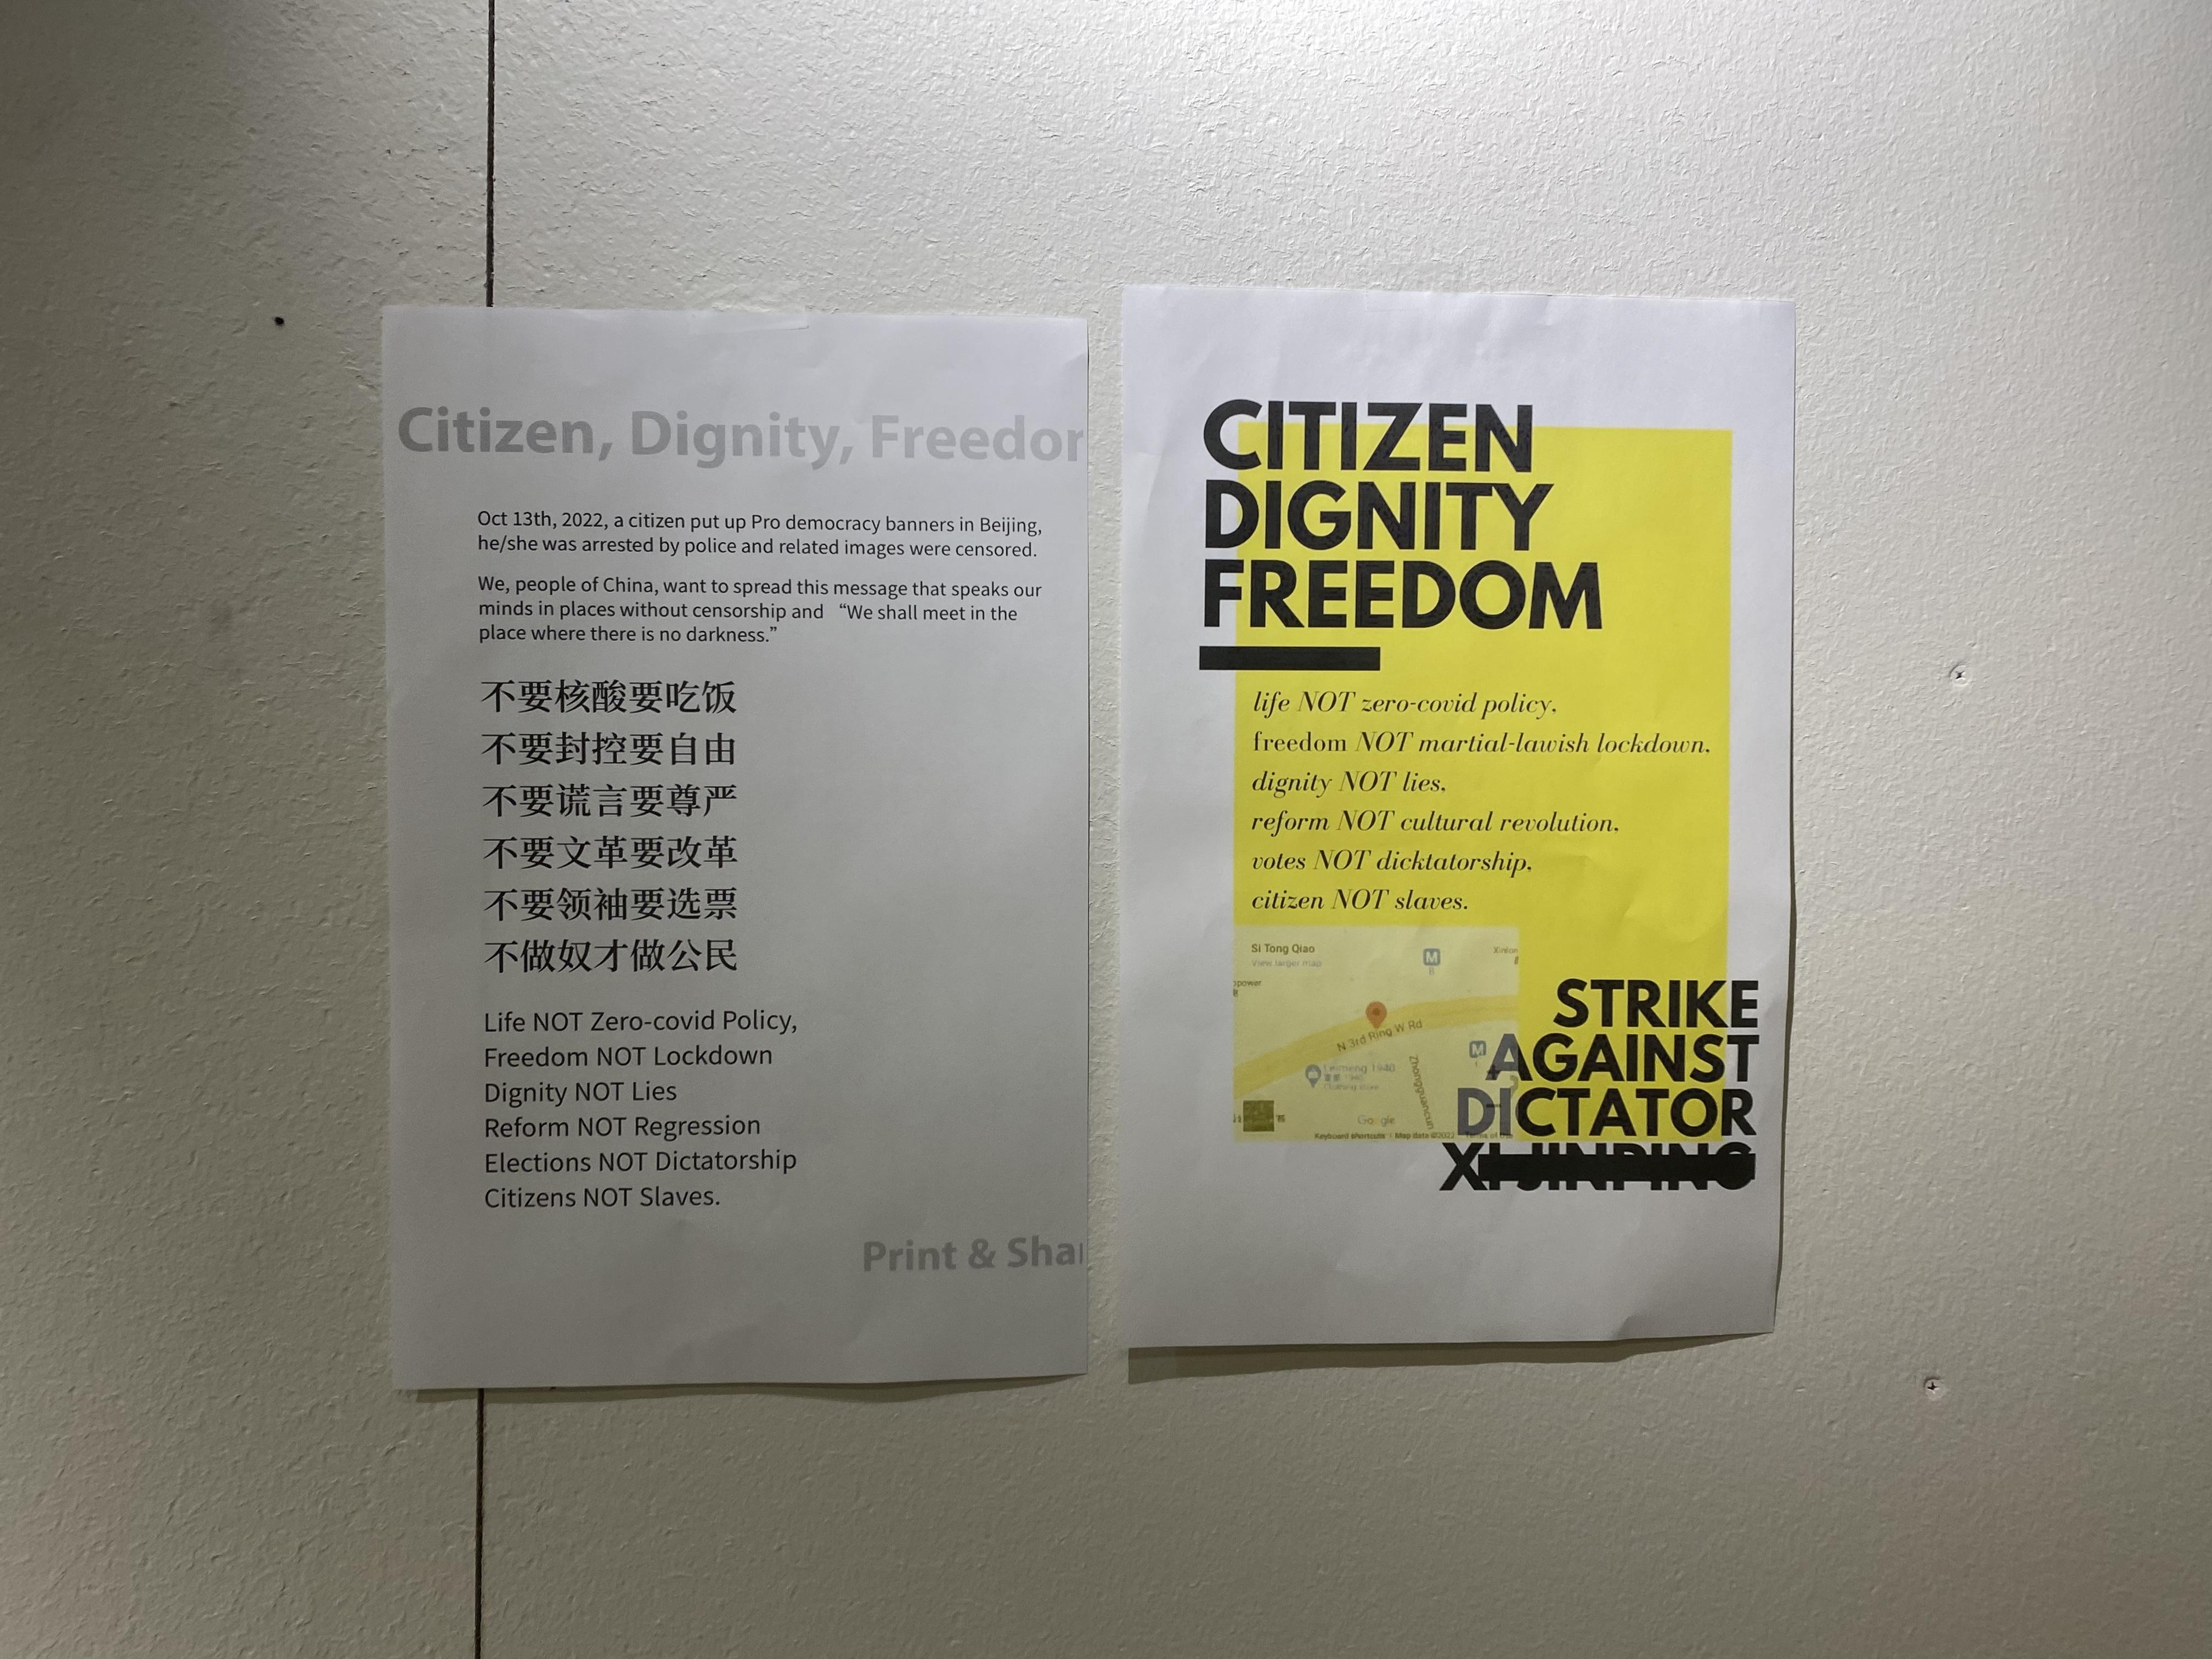 Citizen, Dignity, Freedom
Oct 13th, 2022, a citizen put up Pro democracy banners in Beijing,
he/she was arrested by police and related images were censored.
We, people of China, want to spread this message that speaks our
minds in places without censorship and “We shall meet in the
place where there is no darkness.”
不要核酸要吃饭
不要封控要自由
不要谎言要尊严
不要文革要改革
不要领袖要选票
不做奴才做公民
Life NOT Zero-covid Policy,
Freedom NOT Lockdown
Dignity NOT Lies
Reform NOT Regression
Elections NOT Dictatorship
Citizens NOT Slaves.
Print & Shar
CITIZEN
DIGNITY
FREEDOM
life NOT zero-covid policy,
freedom NOT martial-lawish lockdown,
dignity NOT lies,
reform NOT cultural revolution,
votes NOT dicktatorship,
citizen NOT slaves.
Si Tong Qiao
View larger map
M
N 3rd Ring W Rd
M
1948
Zhongguancun
Google
Keyboard shortcuts Map data ©2022 Terms of
STRIKE
AGAINST
DICTATOR
XI JINPING